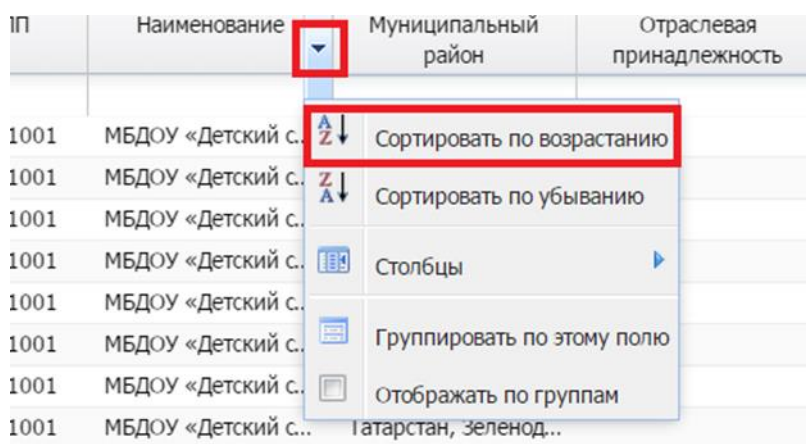 ПП Наименование Муниципальный район Отраслевая принадлежность
1001 МБДОУ «Детский с... Сортировать по возрастанию
1001 МБДОУ «Детский с...
1001 МБДОУ «Детский с... Сортировать по убыванию
1001 МБДОУ «Детский с... Столбцы
1001 МБДОУ «Детский с...
1001 МБДОУ «Детский с... Группировать по этому полю
1001 МБДОУ «Детский с... Отображать по группам
1001 МБДОУ «Детский с... Татарстан, Зеленод...